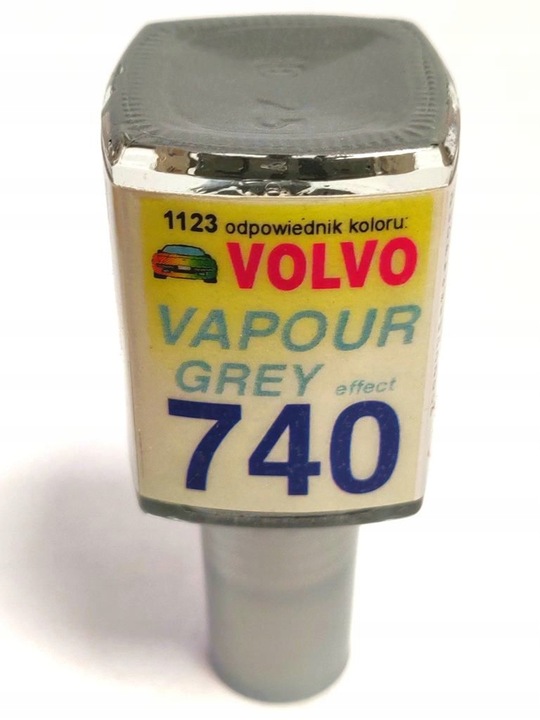 1123 odpowiednik koloru:
VOLVO
VAPOUR
GREY effect
740